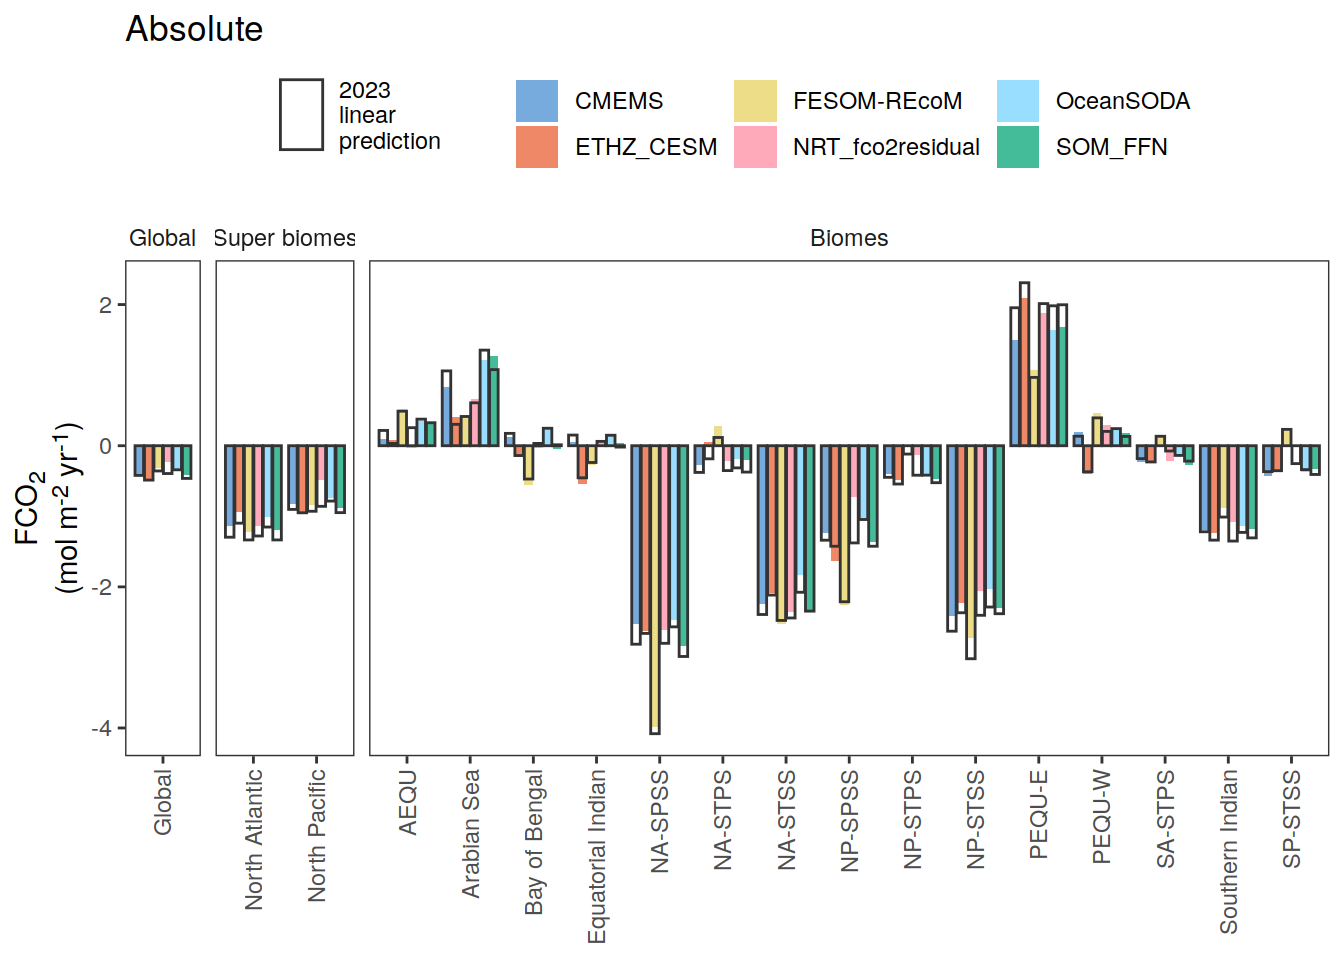 Absolute
2023
linear
prediction
CMEMS
ETHZ_CESM
FESOM-REcoM
NRT_fco2residual
OceanSODA
SOM_FFN
Global
Super biomes
Biomes
FCO2
(mol m-2 yr-1)
2
0
-2
-4
Global
North Atlantic
North Pacific
AEQU
Arabian Sea
Bay of Bengal
Equatorial Indian
NA-SPSS
NA-STPS
NA-STSS
NP-SPSS
NP-STPS
NP-STSS
PEQU-E
PEQU-W
SA-STPS
Southern Indian
SP-STSS